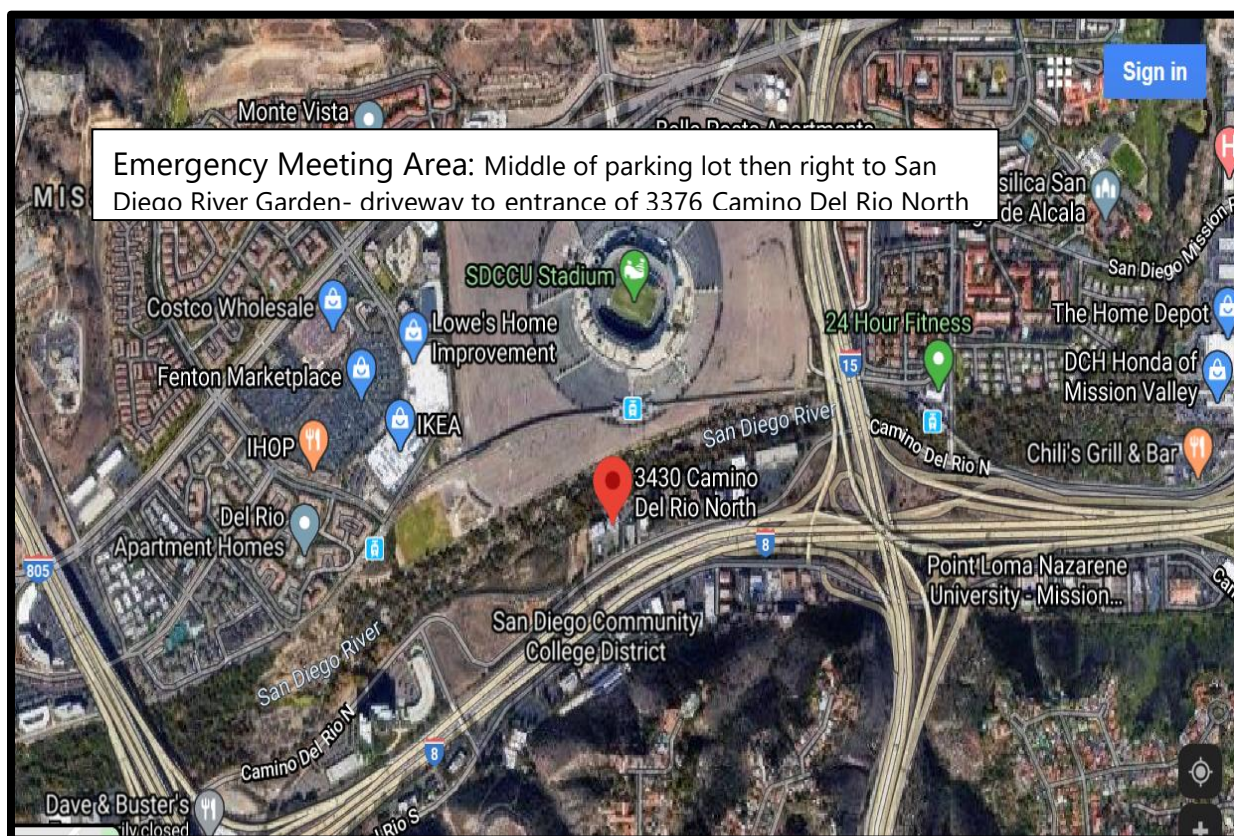 Sign in
Monte Vista
Emergency Meeting Area: Middle of parking lot then right to San
Diego River Garden- driveway to entrance of 3376 Camino Del Rio North
MIS
silica San
de Alcala
San Diego Mission
SDCCU Stadium
Costco Wholesale
Lowe's Home
Improvement
24 Hour Fitness
The Home Depot
15
DCH Honda of
Mission Valley
Fenton Marketplace
IKEA
San Diego River
Camino Del Rio N
IHOP
Chili's Grill & Bar
3430 Camino
Del Rio North
Del Rio
Apartment Homes
8
805
Point Loma Nazarene
University - Mission...
San Diego Community
College District
San Diego River
Camino Del Rio N
8
Dave & Buster's
closed
Rio S